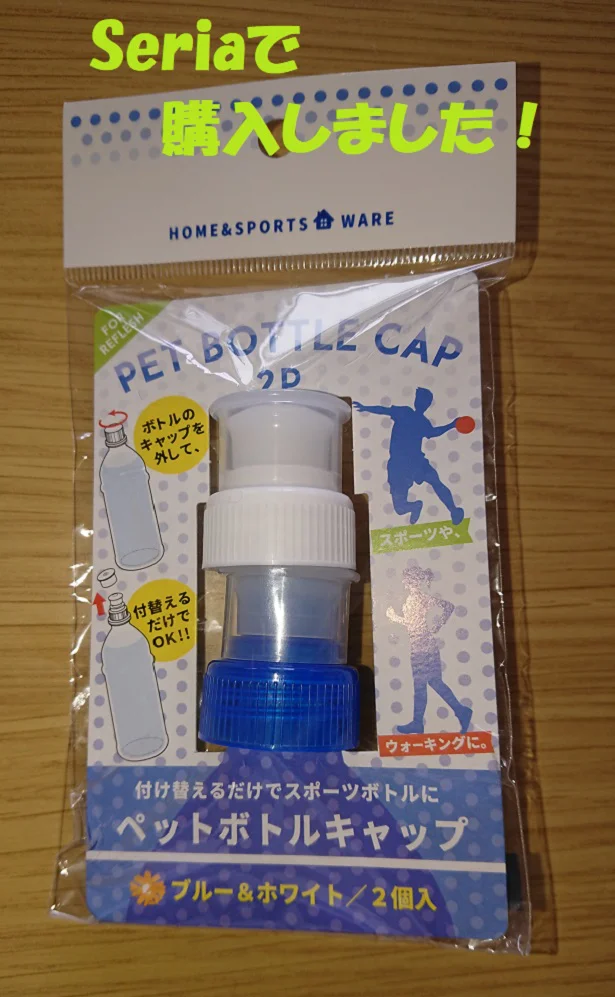 Seriaで
購入しました！
HOME&SPORTS WARE
FOR
REFLESH
PET BOTTLE CAP
2P
ボトルの
キャップを
外して、
スポーツや、
付替える
だけで
OK!!
ウォーキングに。
付け替えるだけでスポーツボトルに
ペットボトルキャップ
ブルー＆ホワイト／2個入